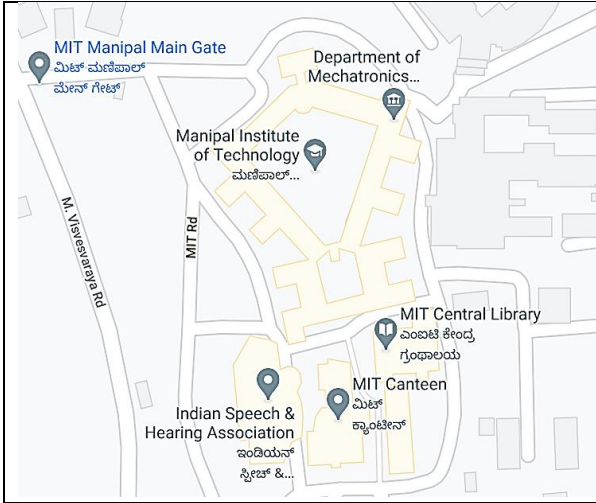 MIT Manipal Main Gate
ಮಿಟ್ ಮಣಿಪಾಲ್
ಮೇನ್ ಗೇಟ್
Department of
Mechatronics...
Manipal Institute
of Technology
ಮಣಿಪಾಲ್...
M. Visvesvaraya Rd
MIT Rd
MIT Central Library
ಎಂಐಟಿ ಕೇಂದ್ರ
ಗ್ರಂಥಾಲಯ
MIT Canteen
ಮಿಟ್
ಕ್ಯಾಂಟೀನ್
Indian Speech &
Hearing Association
ಇಂಡಿಯನ್
ಸ್ಪೀಚ್ &...